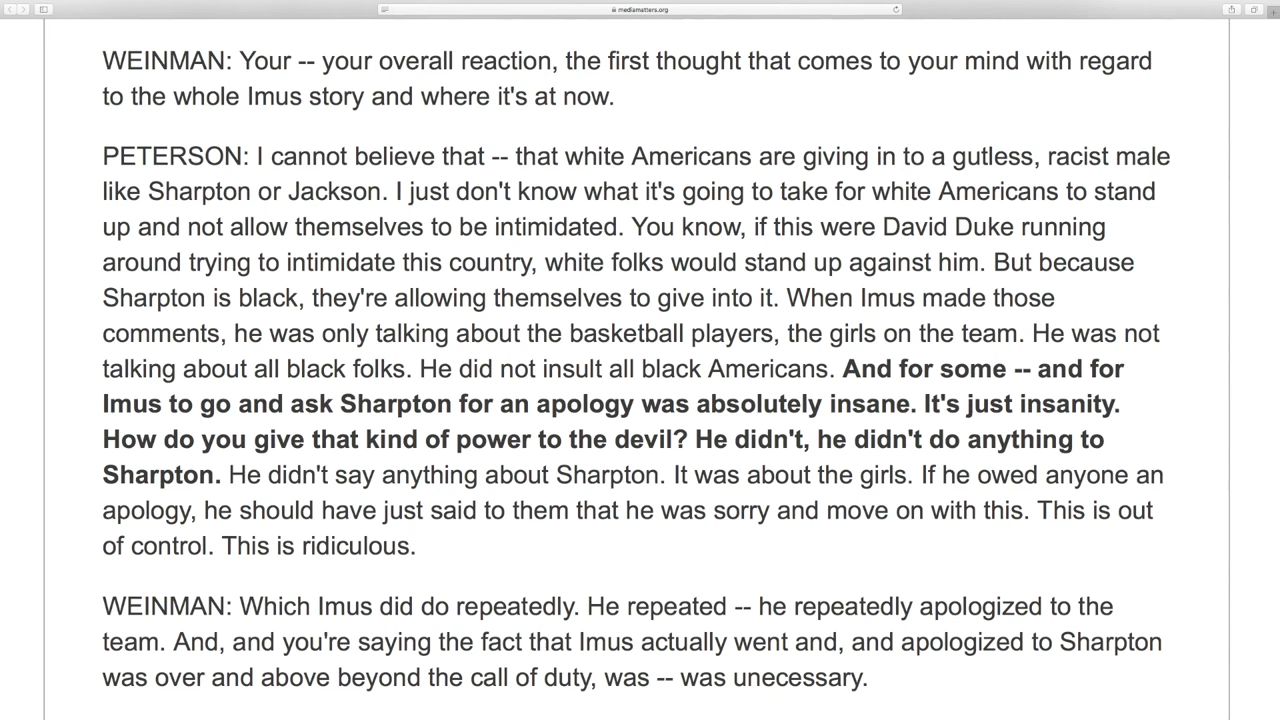 mediamatters.org
WEINMAN: Your -- your overall reaction, the first thought that comes to your mind with regard
to the whole Imus story and where it's at now.
PETERSON: I cannot believe that -- that white Americans are giving in to a gutless, racist male
like Sharpton or Jackson. I just don't know what it's going to take for white Americans to stand
up and not allow themselves to be intimidated. You know, if this were David Duke running
around trying to intimidate this country, white folks would stand up against him. But because
Sharpton is black, they're allowing themselves to give into it. When Imus made those
comments, he was only talking about the basketball players, the girls on the team. He was not
talking about all black folks. He did not insult all black Americans. And for some -- and for
Imus to go and ask Sharpton for an apology was absolutely insane. It's just insanity.
How do you give that kind of power to the devil? He didn't, he didn't do anything to
Sharpton. He didn't say anything about Sharpton. It was about the girls. If he owed anyone an
apology, he should have just said to them that he was sorry and move on with this. This is out
of control. This is ridiculous.
WEINMAN: Which Imus did do repeatedly. He repeated -- he repeatedly apologized to the
team. And, and you're saying the fact that Imus actually went and, and apologized to Sharpton
was over and above beyond the call of duty, was -- was unecessary.